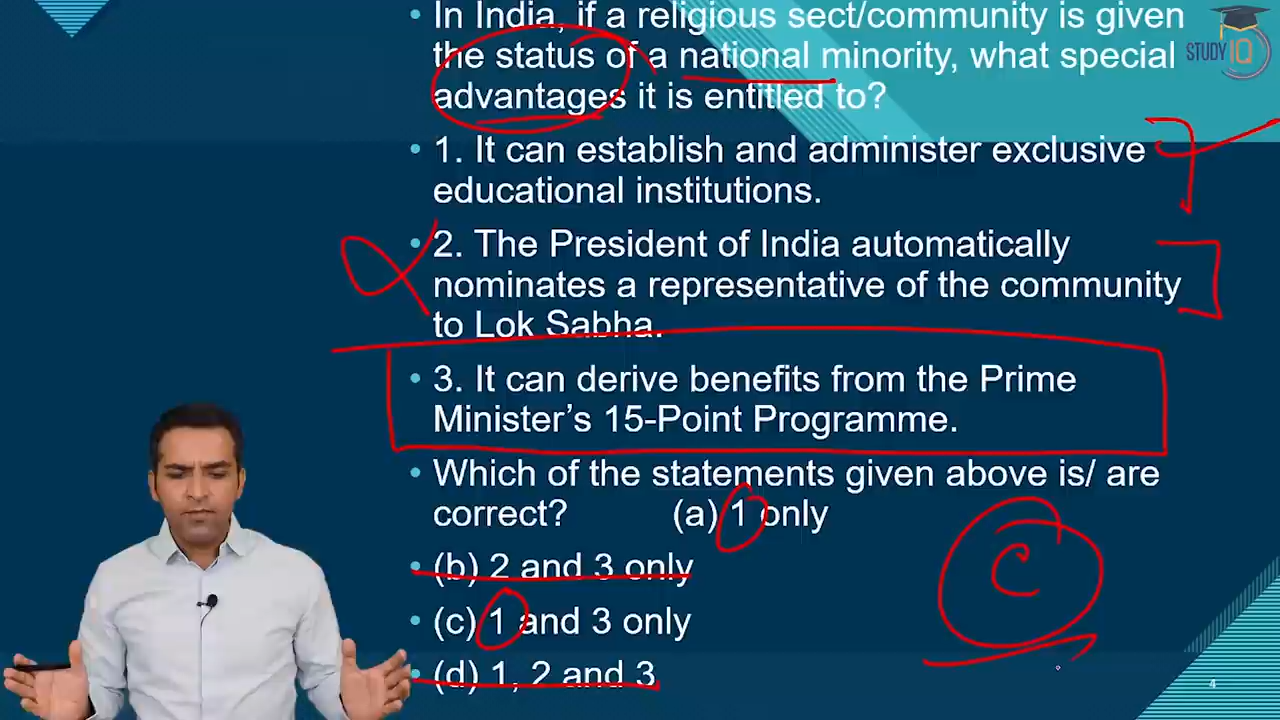 In India, if a religious sect/community is given
the status of a national minority, what special
advantages it is entitled to?
STUDY IQ
• 1. It can establish and administer exclusive
educational institutions.
• 2. The President of India automatically
nominates a representative of the community
to Lok Sabha.
• 3. It can derive benefits from the Prime
Minister’s 15-Point Programme.
• Which of the statements given above is/ are
correct? (a) 1 only
• (b) 2 and 3 only
• (c) 1 and 3 only
C
• (d) 1, 2 and 3
4